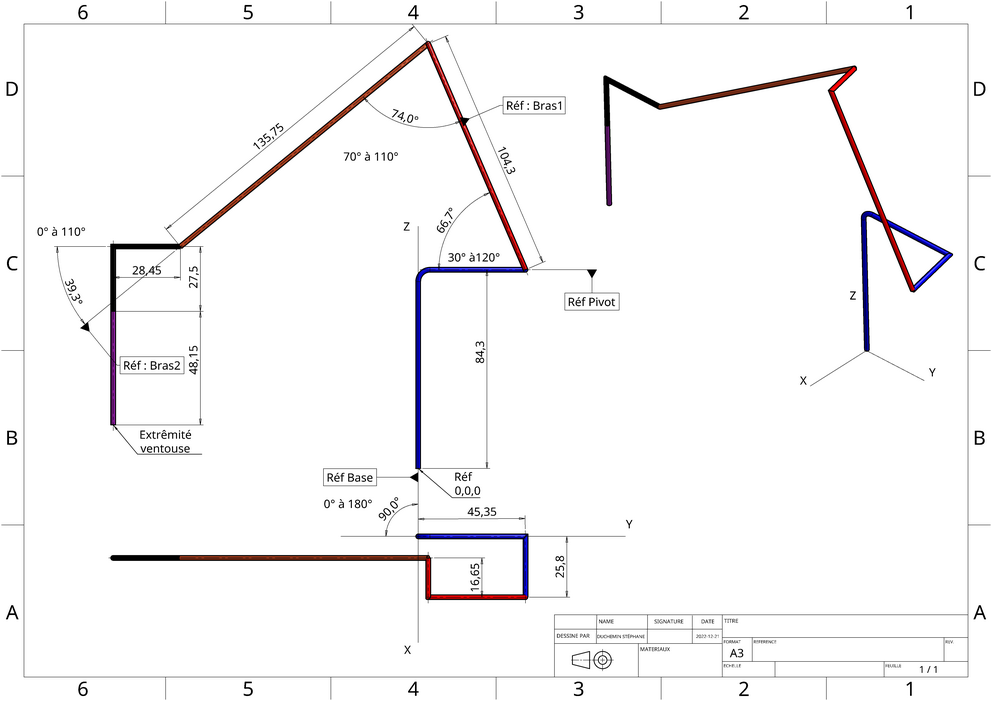 6 5 4 3 2 1
D
D
135,75
74,0°
Réf : Bras1
70° à 110°
104,3
66,7°
Z
0° à 110°
30° à120°
C
C
28,45
27,5
39,3°
Réf Pivot
Z
84,3
48,15
Réf : Bras2
X
Y
B
B
Extrêmité
ventouse
Réf Base
Réf
0,0,0
0° à 180°
90,0°
45,35
Y
16,65
25,8
A
A
X
NAME SIGNATURE DATE TITRE
DESSINE PAR DUCHEMIN STÉPHANE 2022-12-21
MATERIAUX
FORMAT REFERENCE REV.
A3
ECHELLE FEUILLE
1 / 1
6 5 4 3 2 1